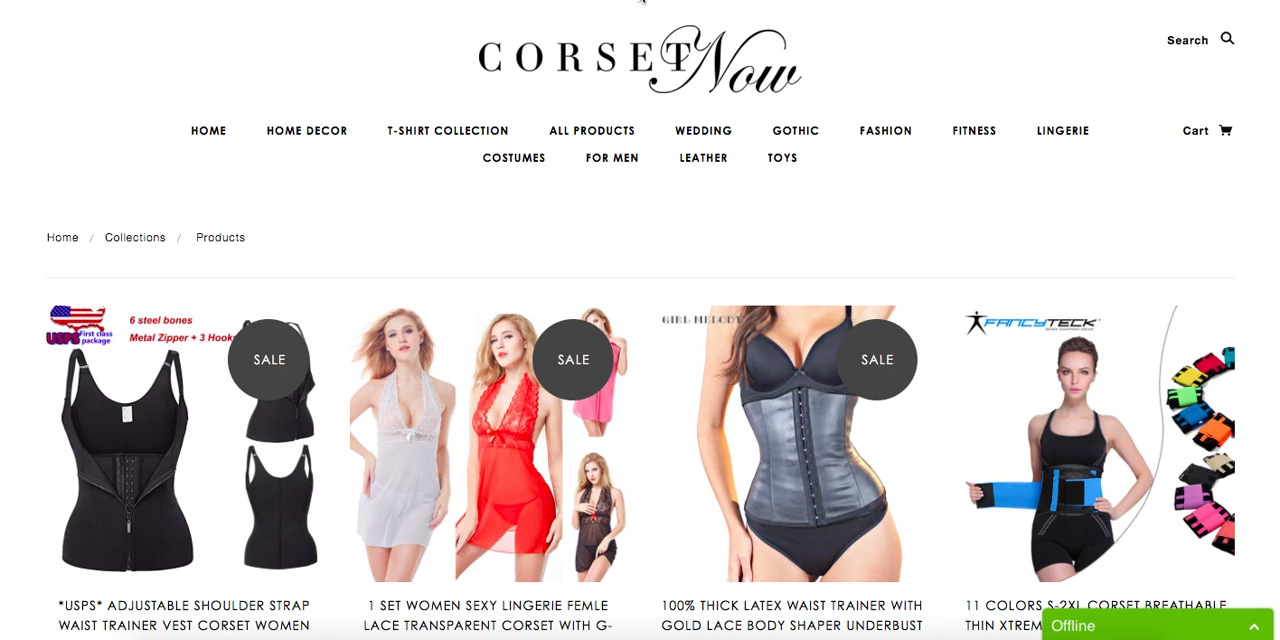 CORSET Now
Search
HOME HOME DECOR T-SHIRT COLLECTION ALL PRODUCTS WEDDING GOTHIC FASHION FITNESS LINGERIE
Cart
COSTUMES FOR MEN LEATHER TOYS
Home / Collections / Products
USPS First class package
6 steel bones
Metal Zipper + 3 Hook
SALE
SALE
GIRL MELODY
SALE
FANCYTECK
*USPS* ADJUSTABLE SHOULDER STRAP
WAIST TRAINER VEST CORSET WOMEN
1 SET WOMEN SEXY LINGERIE FEMLE
LACE TRANSPARENT CORSET WITH G-
100% THICK LATEX WAIST TRAINER WITH
GOLD LACE BODY SHAPER UNDERBUST
11 COLORS S-2XL CORSET BREATHABLE
THIN
Offline